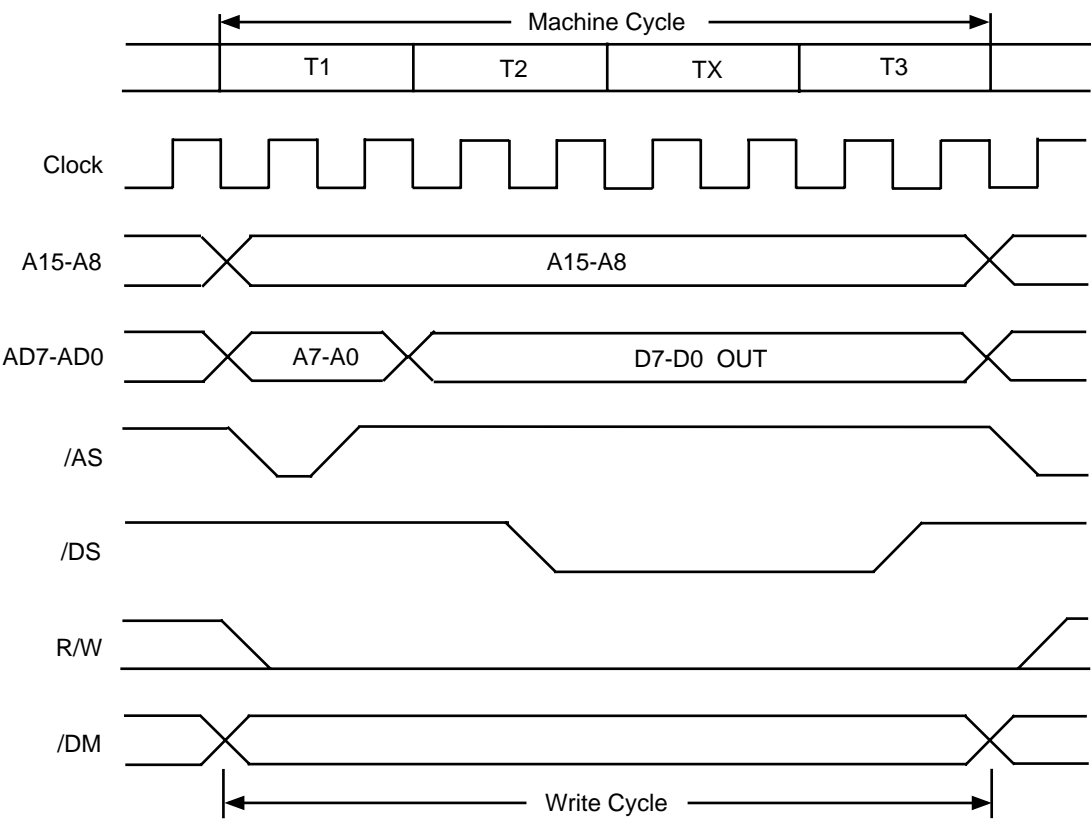 Machine Cycle
T1 T2 TX T3
Clock
A15-A8 A15-A8
AD7-AD0 A7-A0 D7-D0 OUT
/AS
/DS
R/W
/DM
Write Cycle